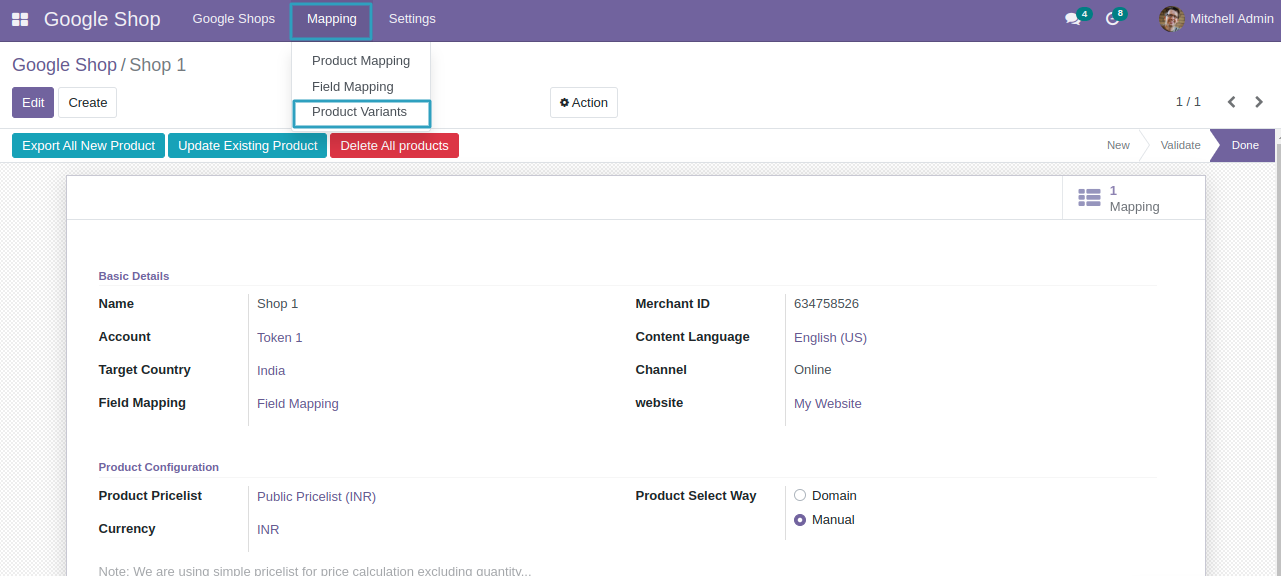 Google Shop Google Shops Mapping Settings 4 8 Mitchell Admin
Product Mapping
Field Mapping
Product Variants
Google Shop / Shop 1
Edit Create Action 1 / 1
Export All New Product Update Existing Product Delete All products New Validate Done
1
Mapping
Basic Details
Name Shop 1 Merchant ID 634758526
Account Token 1 Content Language English (US)
Target Country India Channel Online
Field Mapping Field Mapping website My Website
Product Configuration
Product Pricelist Public Pricelist (INR) Product Select Way Domain
Manual
Currency INR
Note: We are using simple pricelist for price calculation excluding quantity...